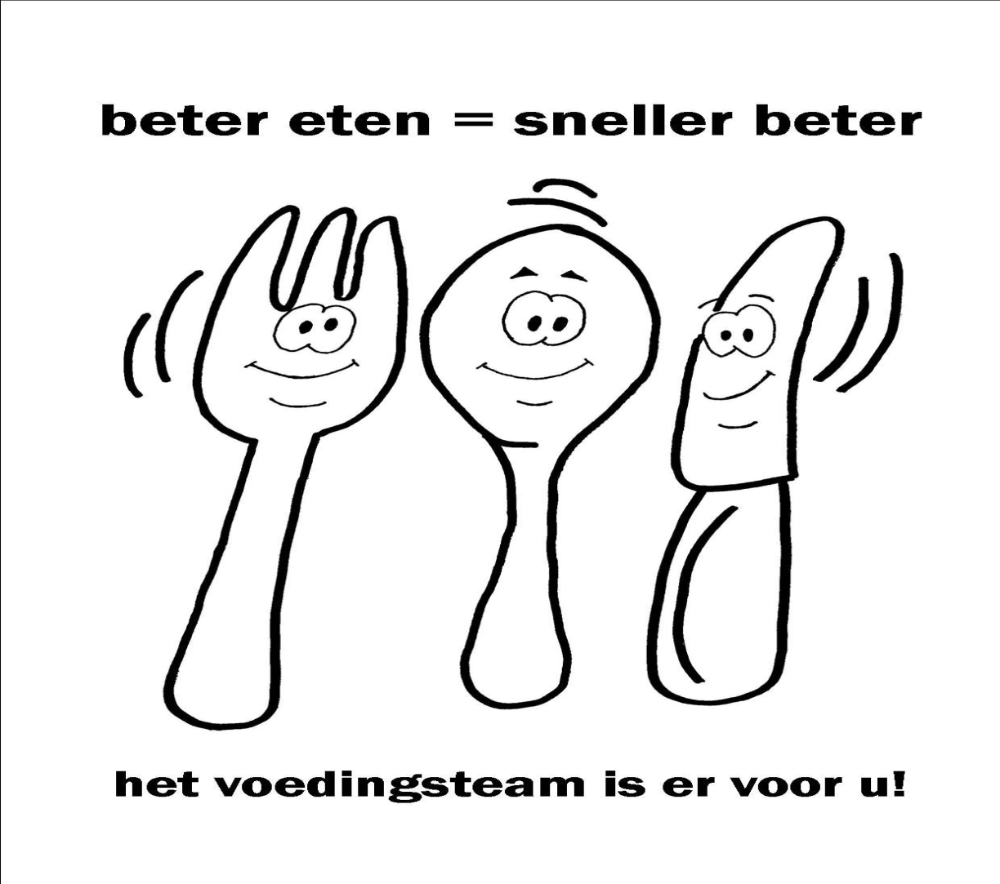 beter eten = sneller beter
het voedingsteam is er voor u!